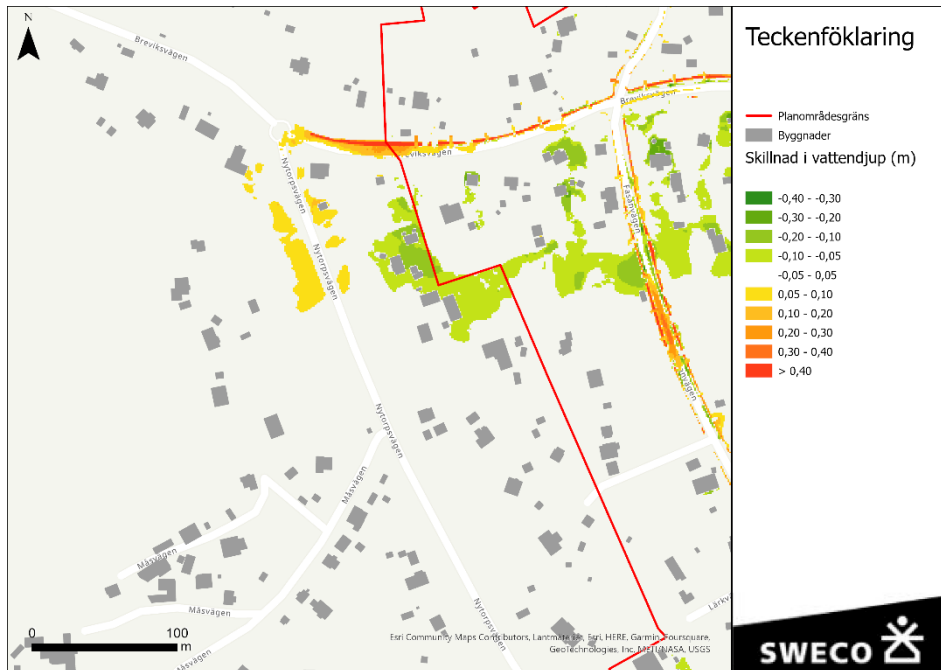 N
Breviksvägen
Breviksvägen
Nytorpsvägen
Fasanvägen
Nytorpsvägen
Nytorpsvägen
Måsvägen
Måsvägen
Måsvägen
Måsvägen
Nytorpsvägen
0 100
m
Esri Community Maps Contributors, Lantmäteriet, Esri, HERE, Garmin, Foursquare,
GeoTechnologies, Inc, METI/NASA, USGS
Teckenföklaring
Planområdesgräns
Byggnader
Skillnad i vattendjup (m)
-0,40 - -0,30
-0,30 - -0,20
-0,20 - -0,10
-0,10 - -0,05
-0,05 - 0,05
0,05 - 0,10
0,10 - 0,20
0,20 - 0,30
0,30 - 0,40
> 0,40
SWECO